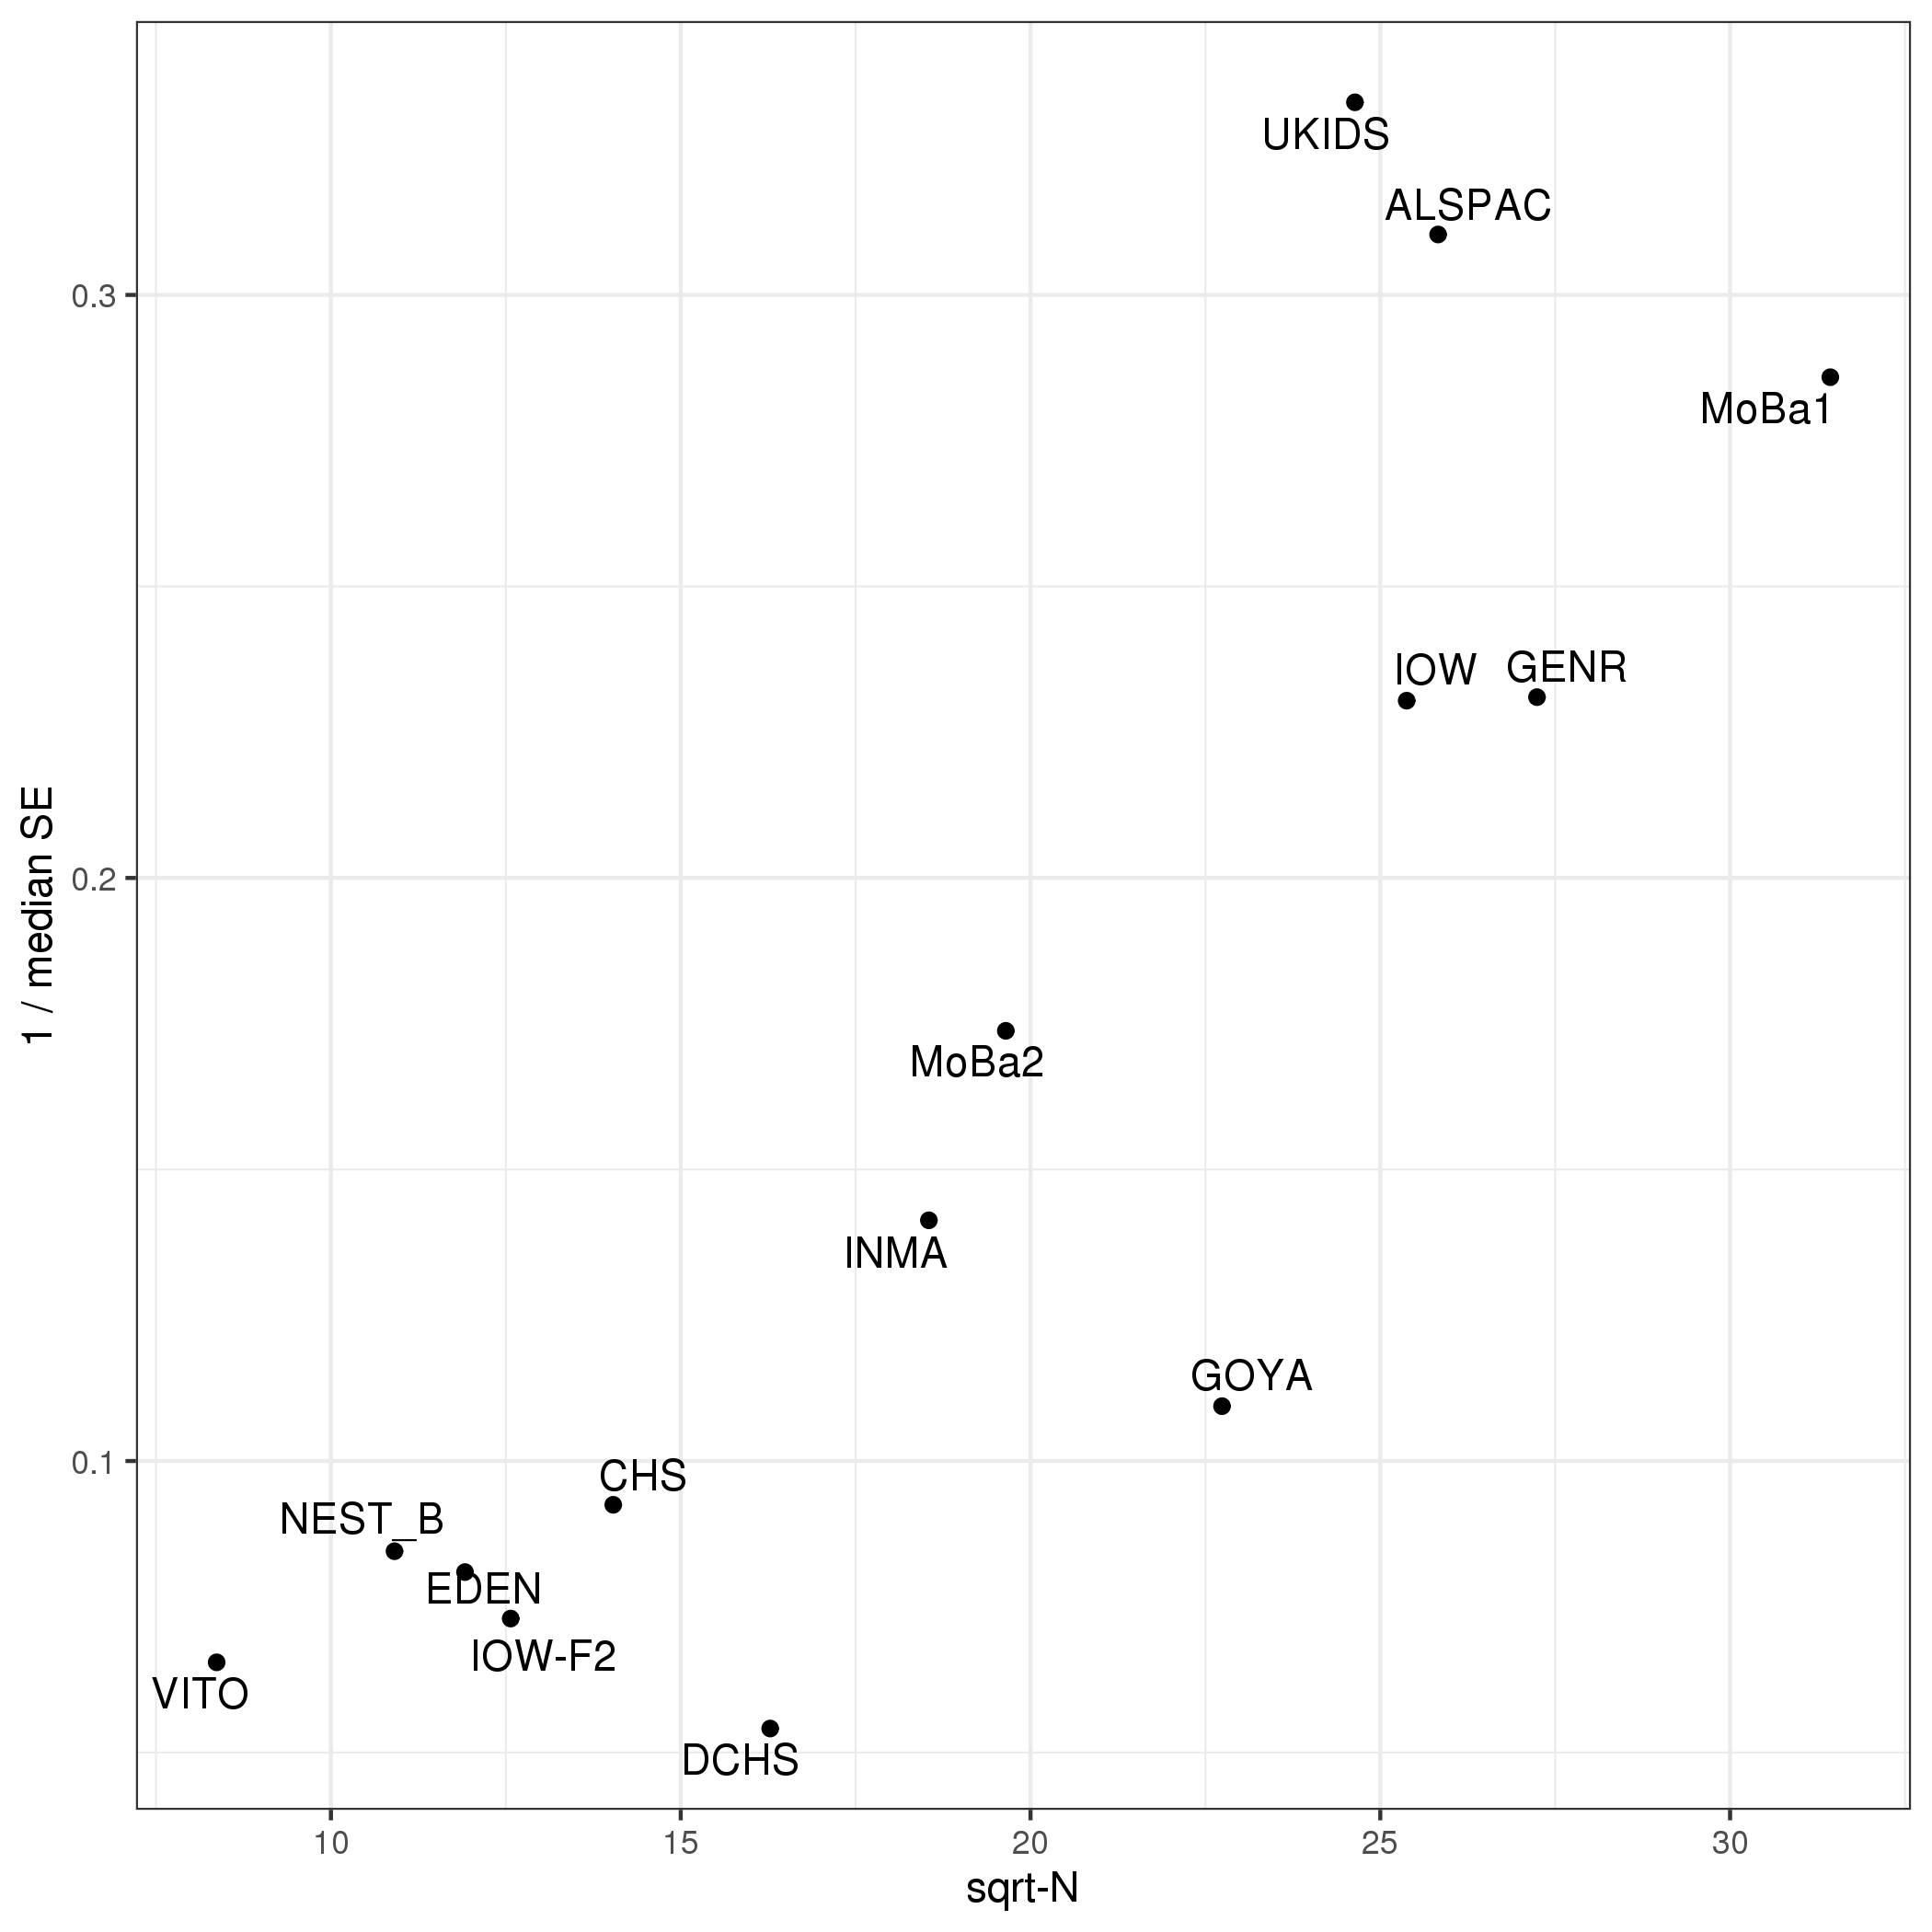 UKIDS
ALSPAC
0.3
MoBa1
IOW
GENR
0.2
1 / median SE
MoBa2
INMA
GOYA
0.1
CHS
NEST_B
EDEN
IOW-F2
VITO
DCHS
10
15
20
25
30
sqrt-N